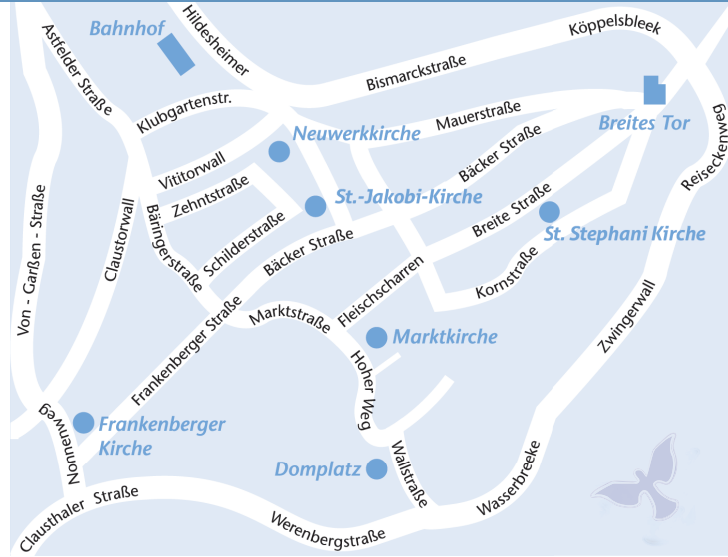 Hildesheimer
Köppelsbleek
Astfelder Straße
Bahnhof
Bismarckstraße
Klubgartenstr.
Mauerstraße
Breites Tor
Reiseckenweg
Neuwerkkirche
Bäcker Straße
Vititorwall
Zehntstraße
St.-Jakobi-Kirche
Breite Straße
St. Stephani Kirche
Von - Garßen - Straße
Claustorwall
Bäringerstraße
Schilderstraße
Bäcker Straße
Kornstraße
Fleischscharren
Zwingerwall
Marktstraße
Marktkirche
Frankenberger Straße
Hoher Weg
Nonnenweg
Frankenberger
Kirche
Domplatz
Wallstraße
Wasserbreeke
Clausthaler Straße
Werenbergstraße